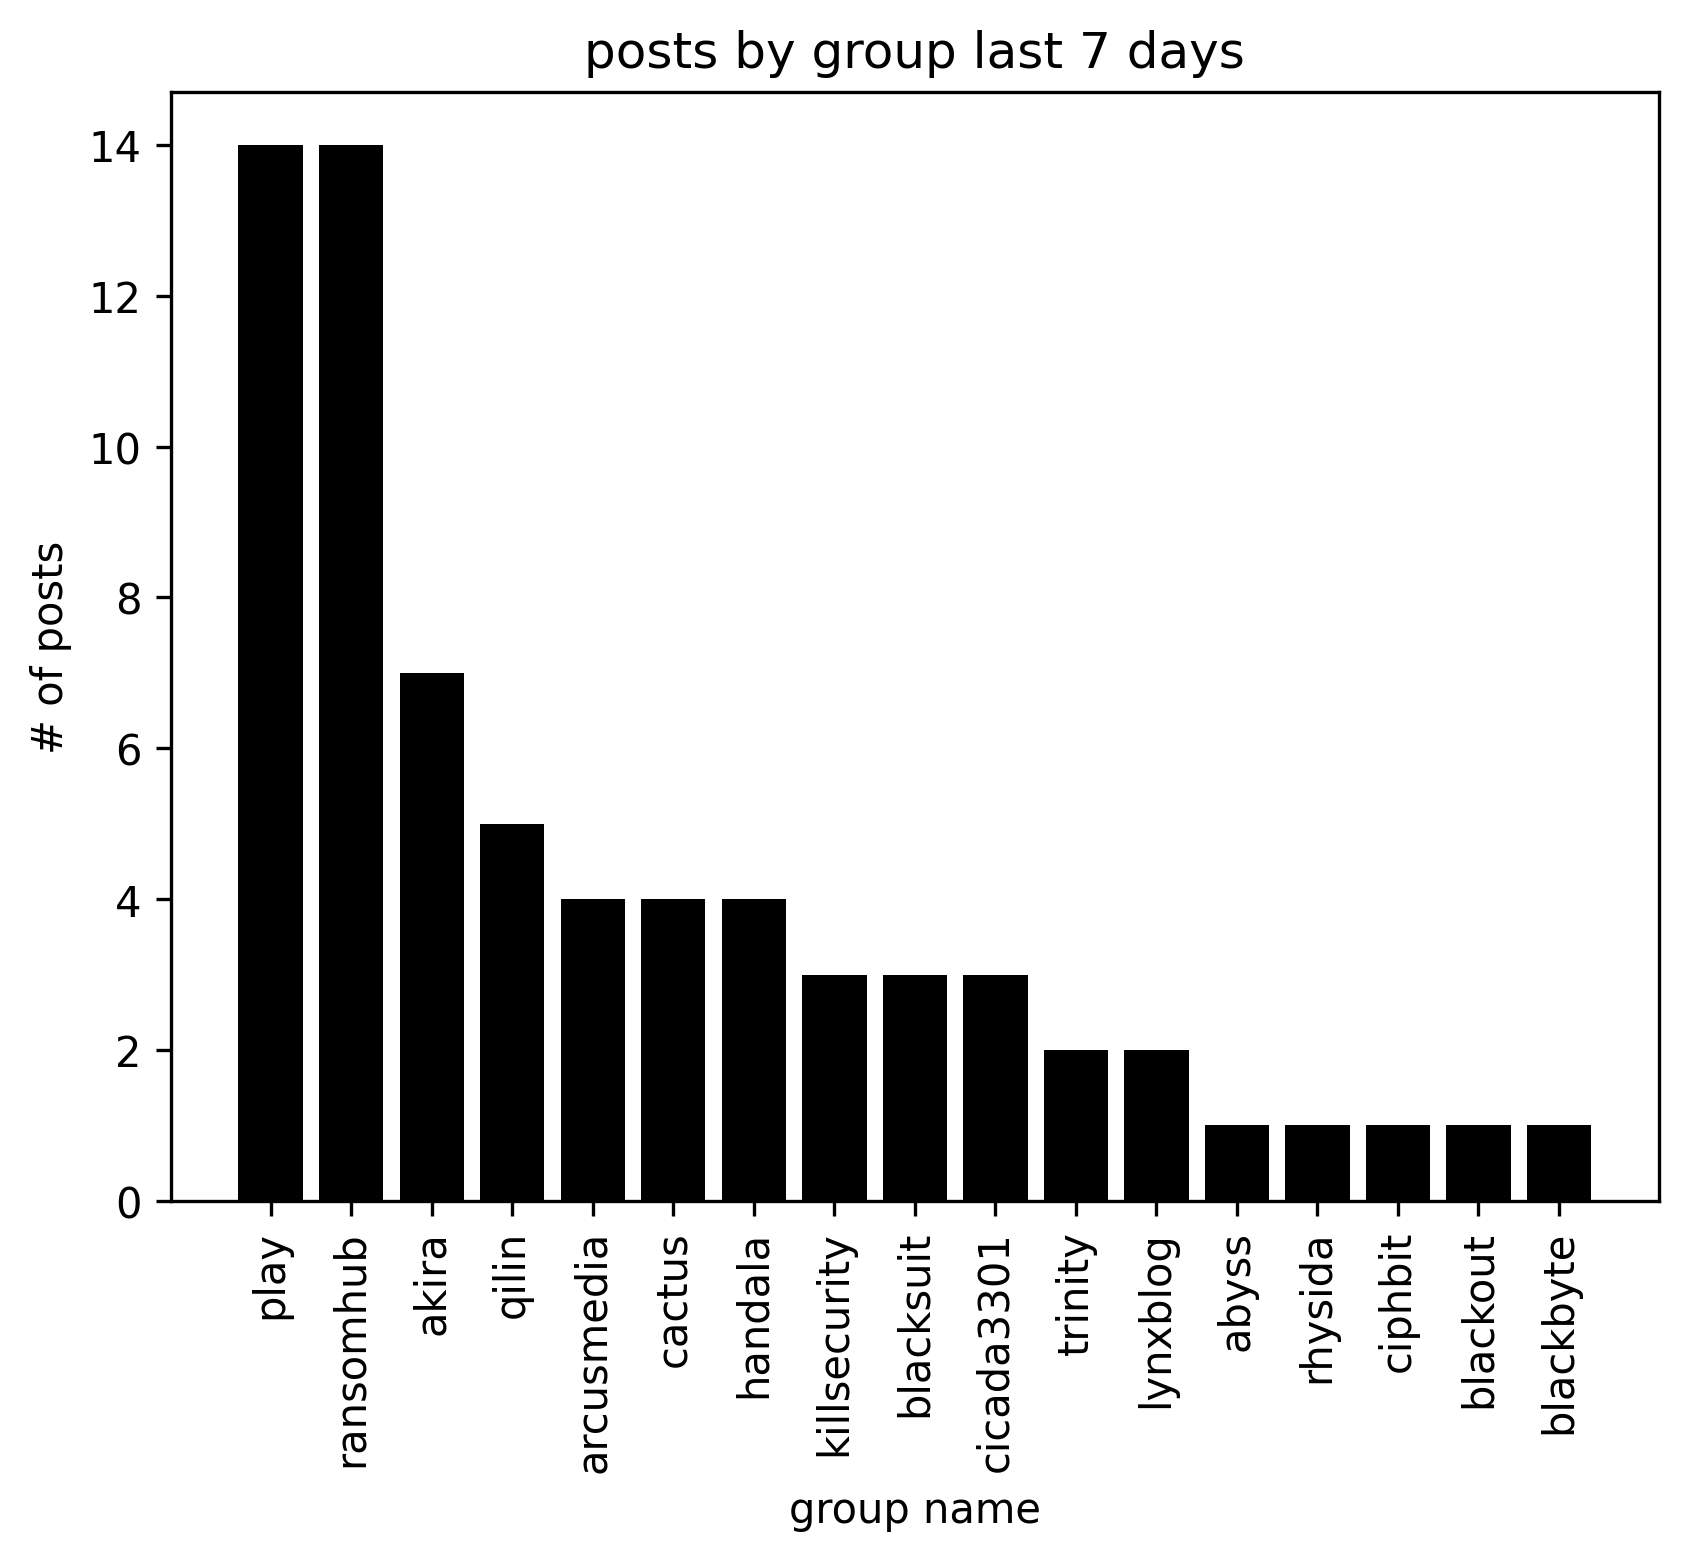 posts by group last 7 days
14
12
10
8
6
4
2
0
# of posts
play
ransomhub
akira
qilin
arcusmedia
cactus
handala
killsecurity
blacksuit
cicada3301
trinity
lynxblog
abyss
rhysida
ciphbit
blackout
blackbyte
group name